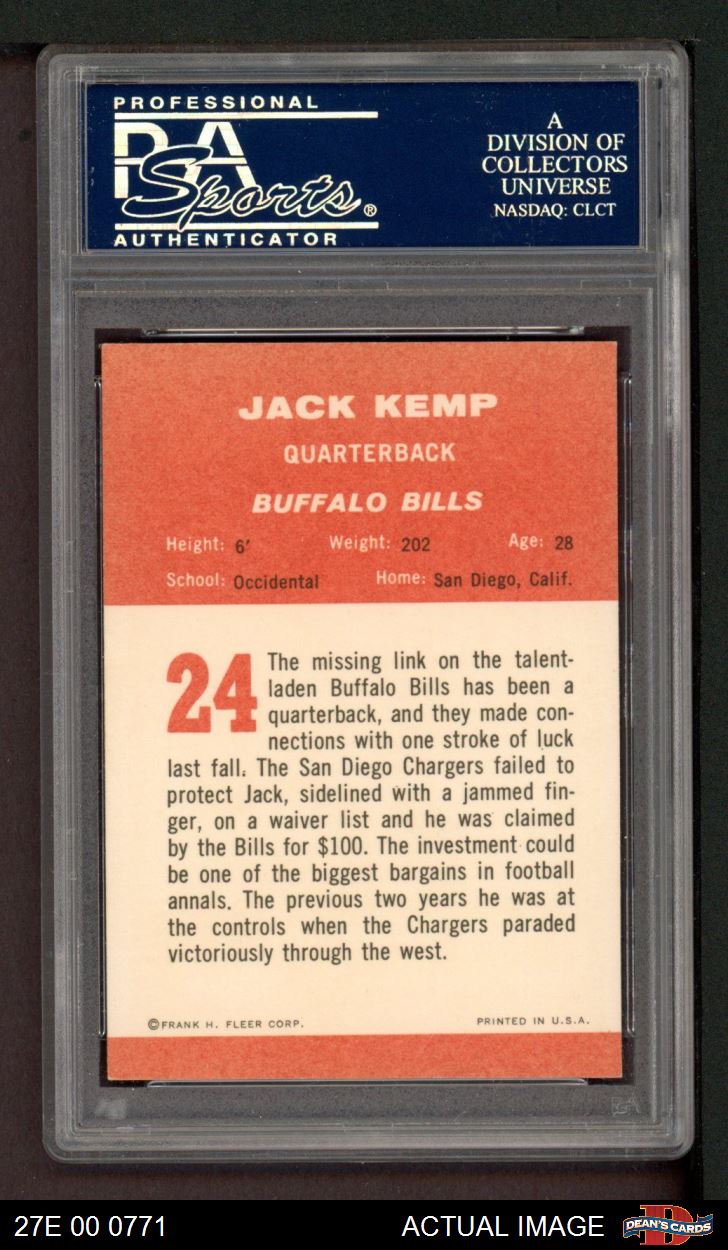 PROFESSIONAL
PSA
Sports®
AUTHENTICATOR
A
DIVISION OF
COLLECTORS
UNIVERSE
NASDAQ: CLCT
JACK KEMP
QUARTERBACK
BUFFALO BILLS
Height: 6' Weight: 202 Age: 28
School: Occidental Home: San Diego, Calif.
24
The missing link on the talent-
laden Buffalo Bills has been a
quarterback, and they made con-
nections with one stroke of luck
last fall. The San Diego Chargers failed to
protect Jack, sidelined with a jammed fin-
ger, on a waiver list and he was claimed
by the Bills for $100. The investment could
be one of the biggest bargains in football
annals. The previous two years he was at
the controls when the Chargers paraded
victoriously through the west.
©FRANK H. FLEER CORP. PRINTED IN U.S.A.
PSA
27E 00 0771 ACTUAL IMAGE DEAN'S CARDS